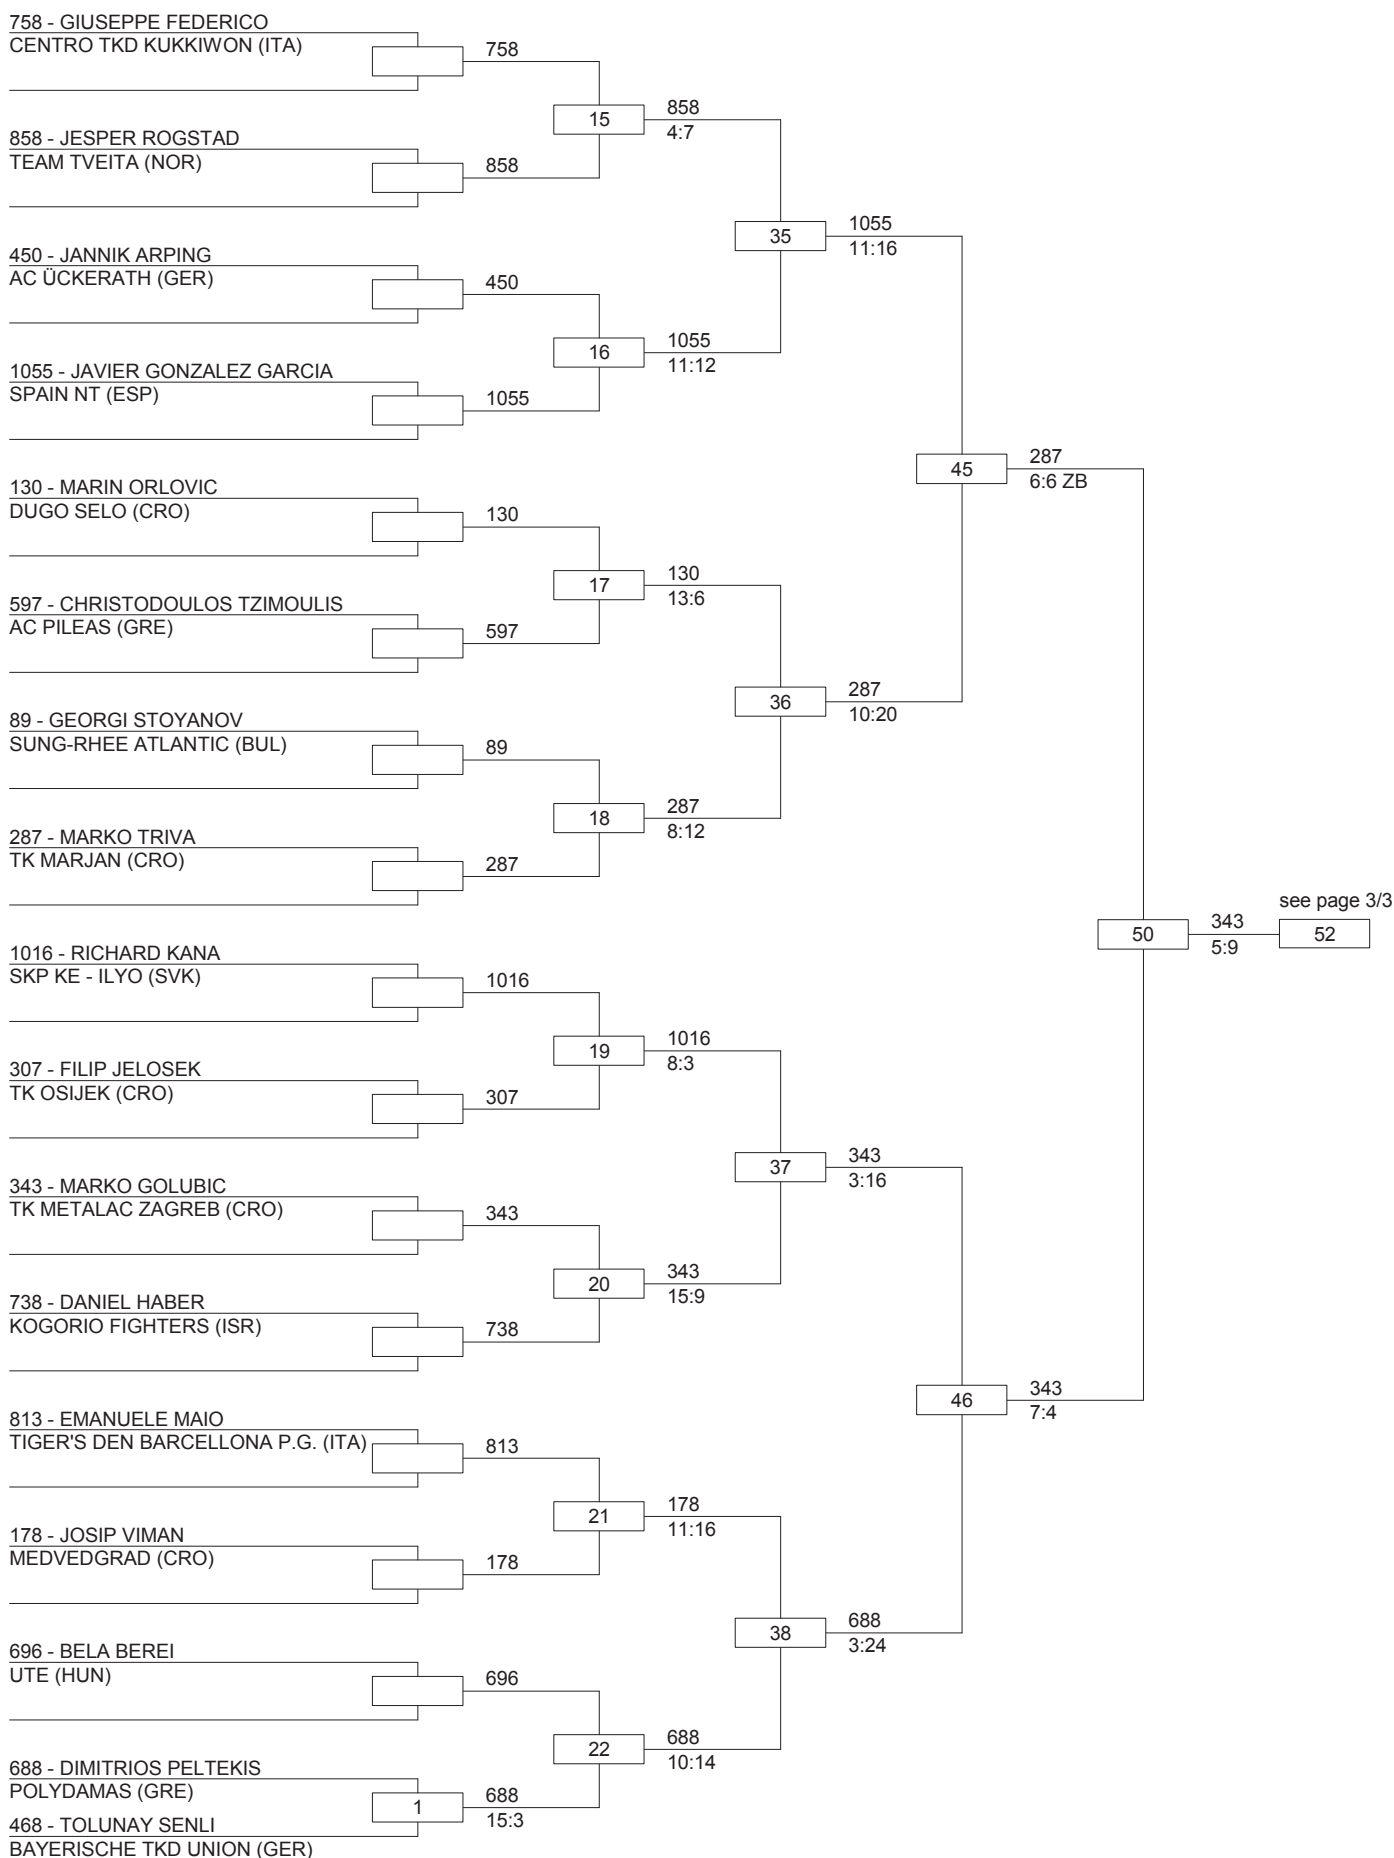 758 - GIUSEPPE FEDERICO
CENTRO TKD KUKKIWON (ITA)
758
15
858
4:7
858 - JESPER ROGSTAD
TEAM TVEITA (NOR)
858
35
1055
11:16
450 - JANNIK ARPING
AC ÜCKERATH (GER)
450
16
1055
11:12
1055 - JAVIER GONZALEZ GARCIA
SPAIN NT (ESP)
1055
45
287
6:6 ZB
130 - MARIN ORLOVIC
DUGO SELO (CRO)
130
17
130
13:6
597 - CHRISTODOULOS TZIMOULIS
AC PILEAS (GRE)
597
36
287
10:20
89 - GEORGI STOYANOV
SUNG-RHEE ATLANTIC (BUL)
89
18
287
8:12
287 - MARKO TRIVA
TK MARJAN (CRO)
287
see page 3/3
50
343
5:9
52
1016 - RICHARD KANA
SKP KE - ILYO (SVK)
1016
19
1016
8:3
307 - FILIP JELOSEK
TK OSIJEK (CRO)
307
37
343
3:16
343 - MARKO GOLUBIC
TK METALAC ZAGREB (CRO)
343
20
343
15:9
738 - DANIEL HABER
KOGORIO FIGHTERS (ISR)
738
46
343
7:4
813 - EMANUELE MAIO
TIGER'S DEN BARCELLONA P.G. (ITA)
813
21
178
11:16
178 - JOSIP VIMAN
MEDVEDGRAD (CRO)
178
38
688
3:24
696 - BELA BEREI
UTE (HUN)
696
22
688
10:14
688 - DIMITRIOS PELTEKIS
POLYDAMAS (GRE)
1
688
15:3
468 - TOLUNAY SENLI
BAYERISCHE TKD UNION (GER)